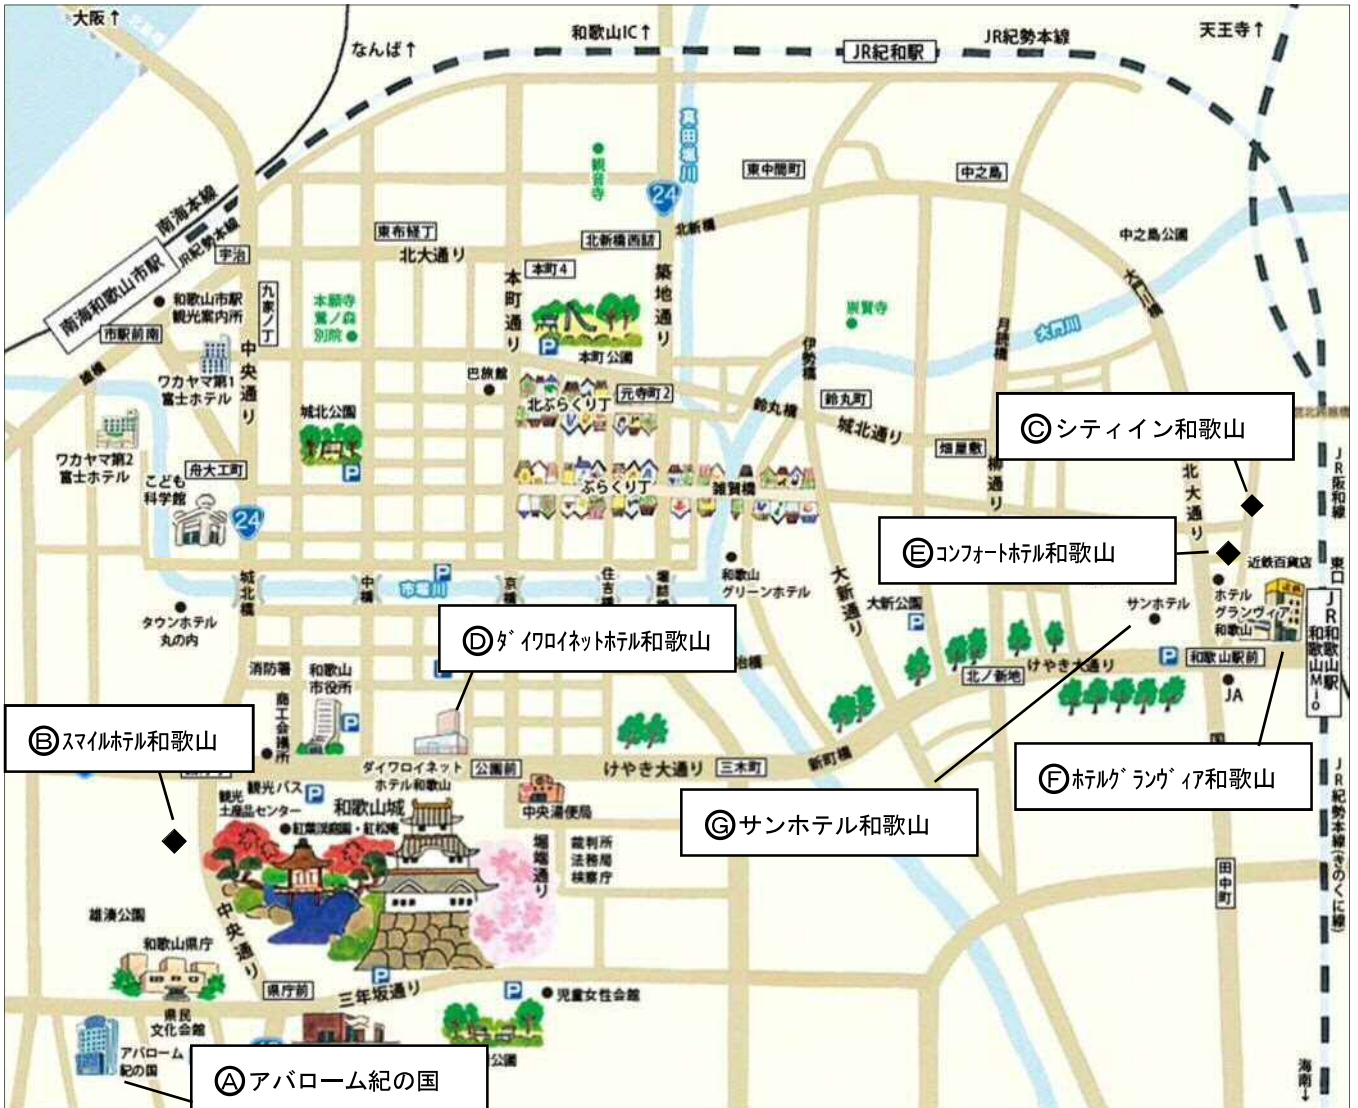 大阪↑
なんば↑
和歌山IC↑
JR紀和駅
JR紀勢本線
天王寺↑
真田堀川
観音寺
24
東中間町
中之島
南海本線
JR紀勢本線
南海和歌山市駅
宇治
東布経丁
北大通り
北新橋西詰
北新橋
中之島公園
本町4
和歌山市駅
観光案内所
九家ノ丁
本願寺
鷺ノ森
別院
本町通り
築地通り
崇賢寺
大門川
市駅前南
中央通り
本町公園
伊勢橋
ワカヤマ第1
富士ホテル
巴旅館
北ぶらくり丁
元寺町2
鈴丸橋
鈴丸町
城北通り
城北公園
Ⓒシティイン和歌山
ワカヤマ第2
富士ホテル
舟大工町
こども
科学館
ぶらくり丁
雑賀橋
畑屋敷
柳通り
北大通り
JR阪和線
24
Ⓔコンフォートホテル和歌山
近鉄百貨店
東口
城北橋
中橋
市堀川
京橋
住吉橋
和歌山
グリーンホテル
大新通り
大新公園
サンホテル
ホテル
グランヴィア
和歌山
タウンホテル
丸の内
Ⓓダイワロイネットホテル和歌山
JR和歌山駅
和歌山Mio
消防署
和歌山
市役所
北ノ新地
けやき大通り
和歌山駅前
JA
商工会議所
Ⓑスマイルホテル和歌山
ダイワロイネット
ホテル和歌山
公園前
けやき大通り
三木町
新町橋
Ⓕホテルグランヴィア和歌山
観光バス
観光
土産品センター
和歌山城
中央郵便局
Ⓖサンホテル和歌山
紅葉渓庭園・紅松庵
堀端通り
裁判所
法務局
検察庁
田中町
JR紀勢本線(きのくに線)
雄湊公園
中央通り
和歌山県庁
県庁前
三年坂通り
児童女性会館
県民
文化会館
アバローム
紀の国
公園
Ⓐアバローム紀の国
海南↓